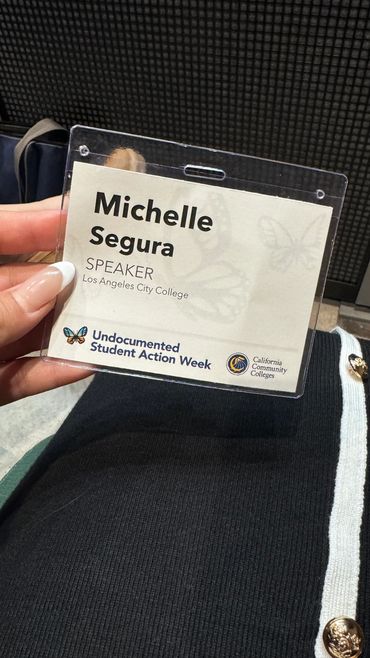 Michelle
Segura
SPEAKER
Los Angeles City College
Undocumented
Student Action Week
California
Community
Colleges